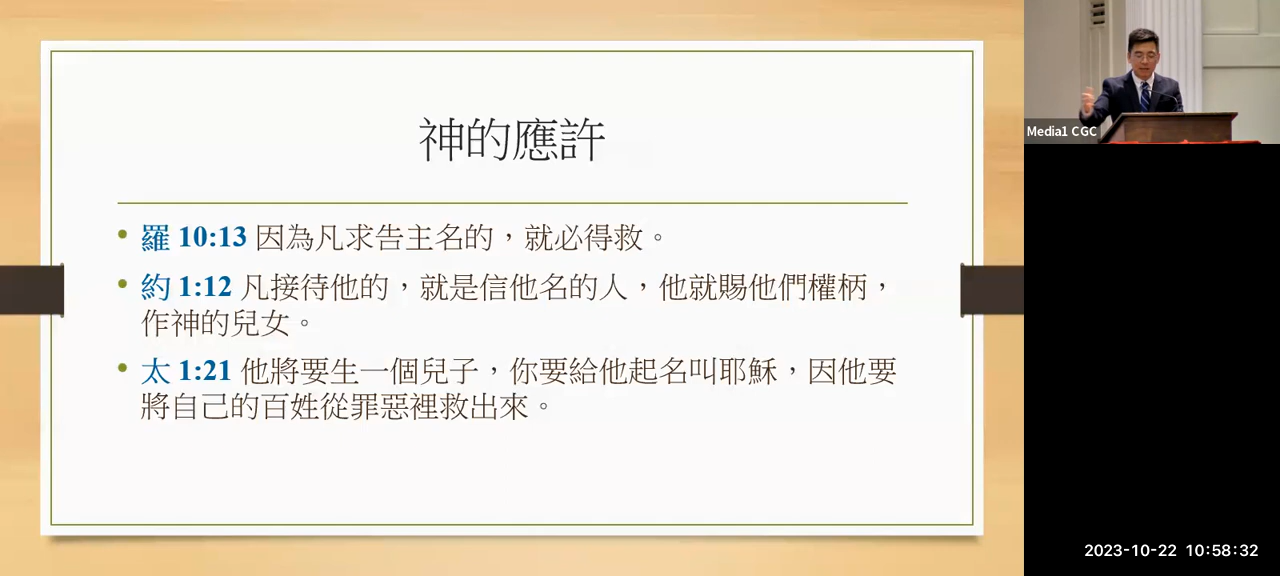 神的應許
• 羅 10:13 因為凡求告主名的，就必得救。
• 約 1:12 凡接待他的，就是信他名的人，他就賜他們權柄，
作神的兒女。
• 太 1:21 他將要生一個兒子，你要給他起名叫耶穌，因他要
將自己的百姓從罪惡裡救出來。
Media1 CGC
2023-10-22 10:58:32